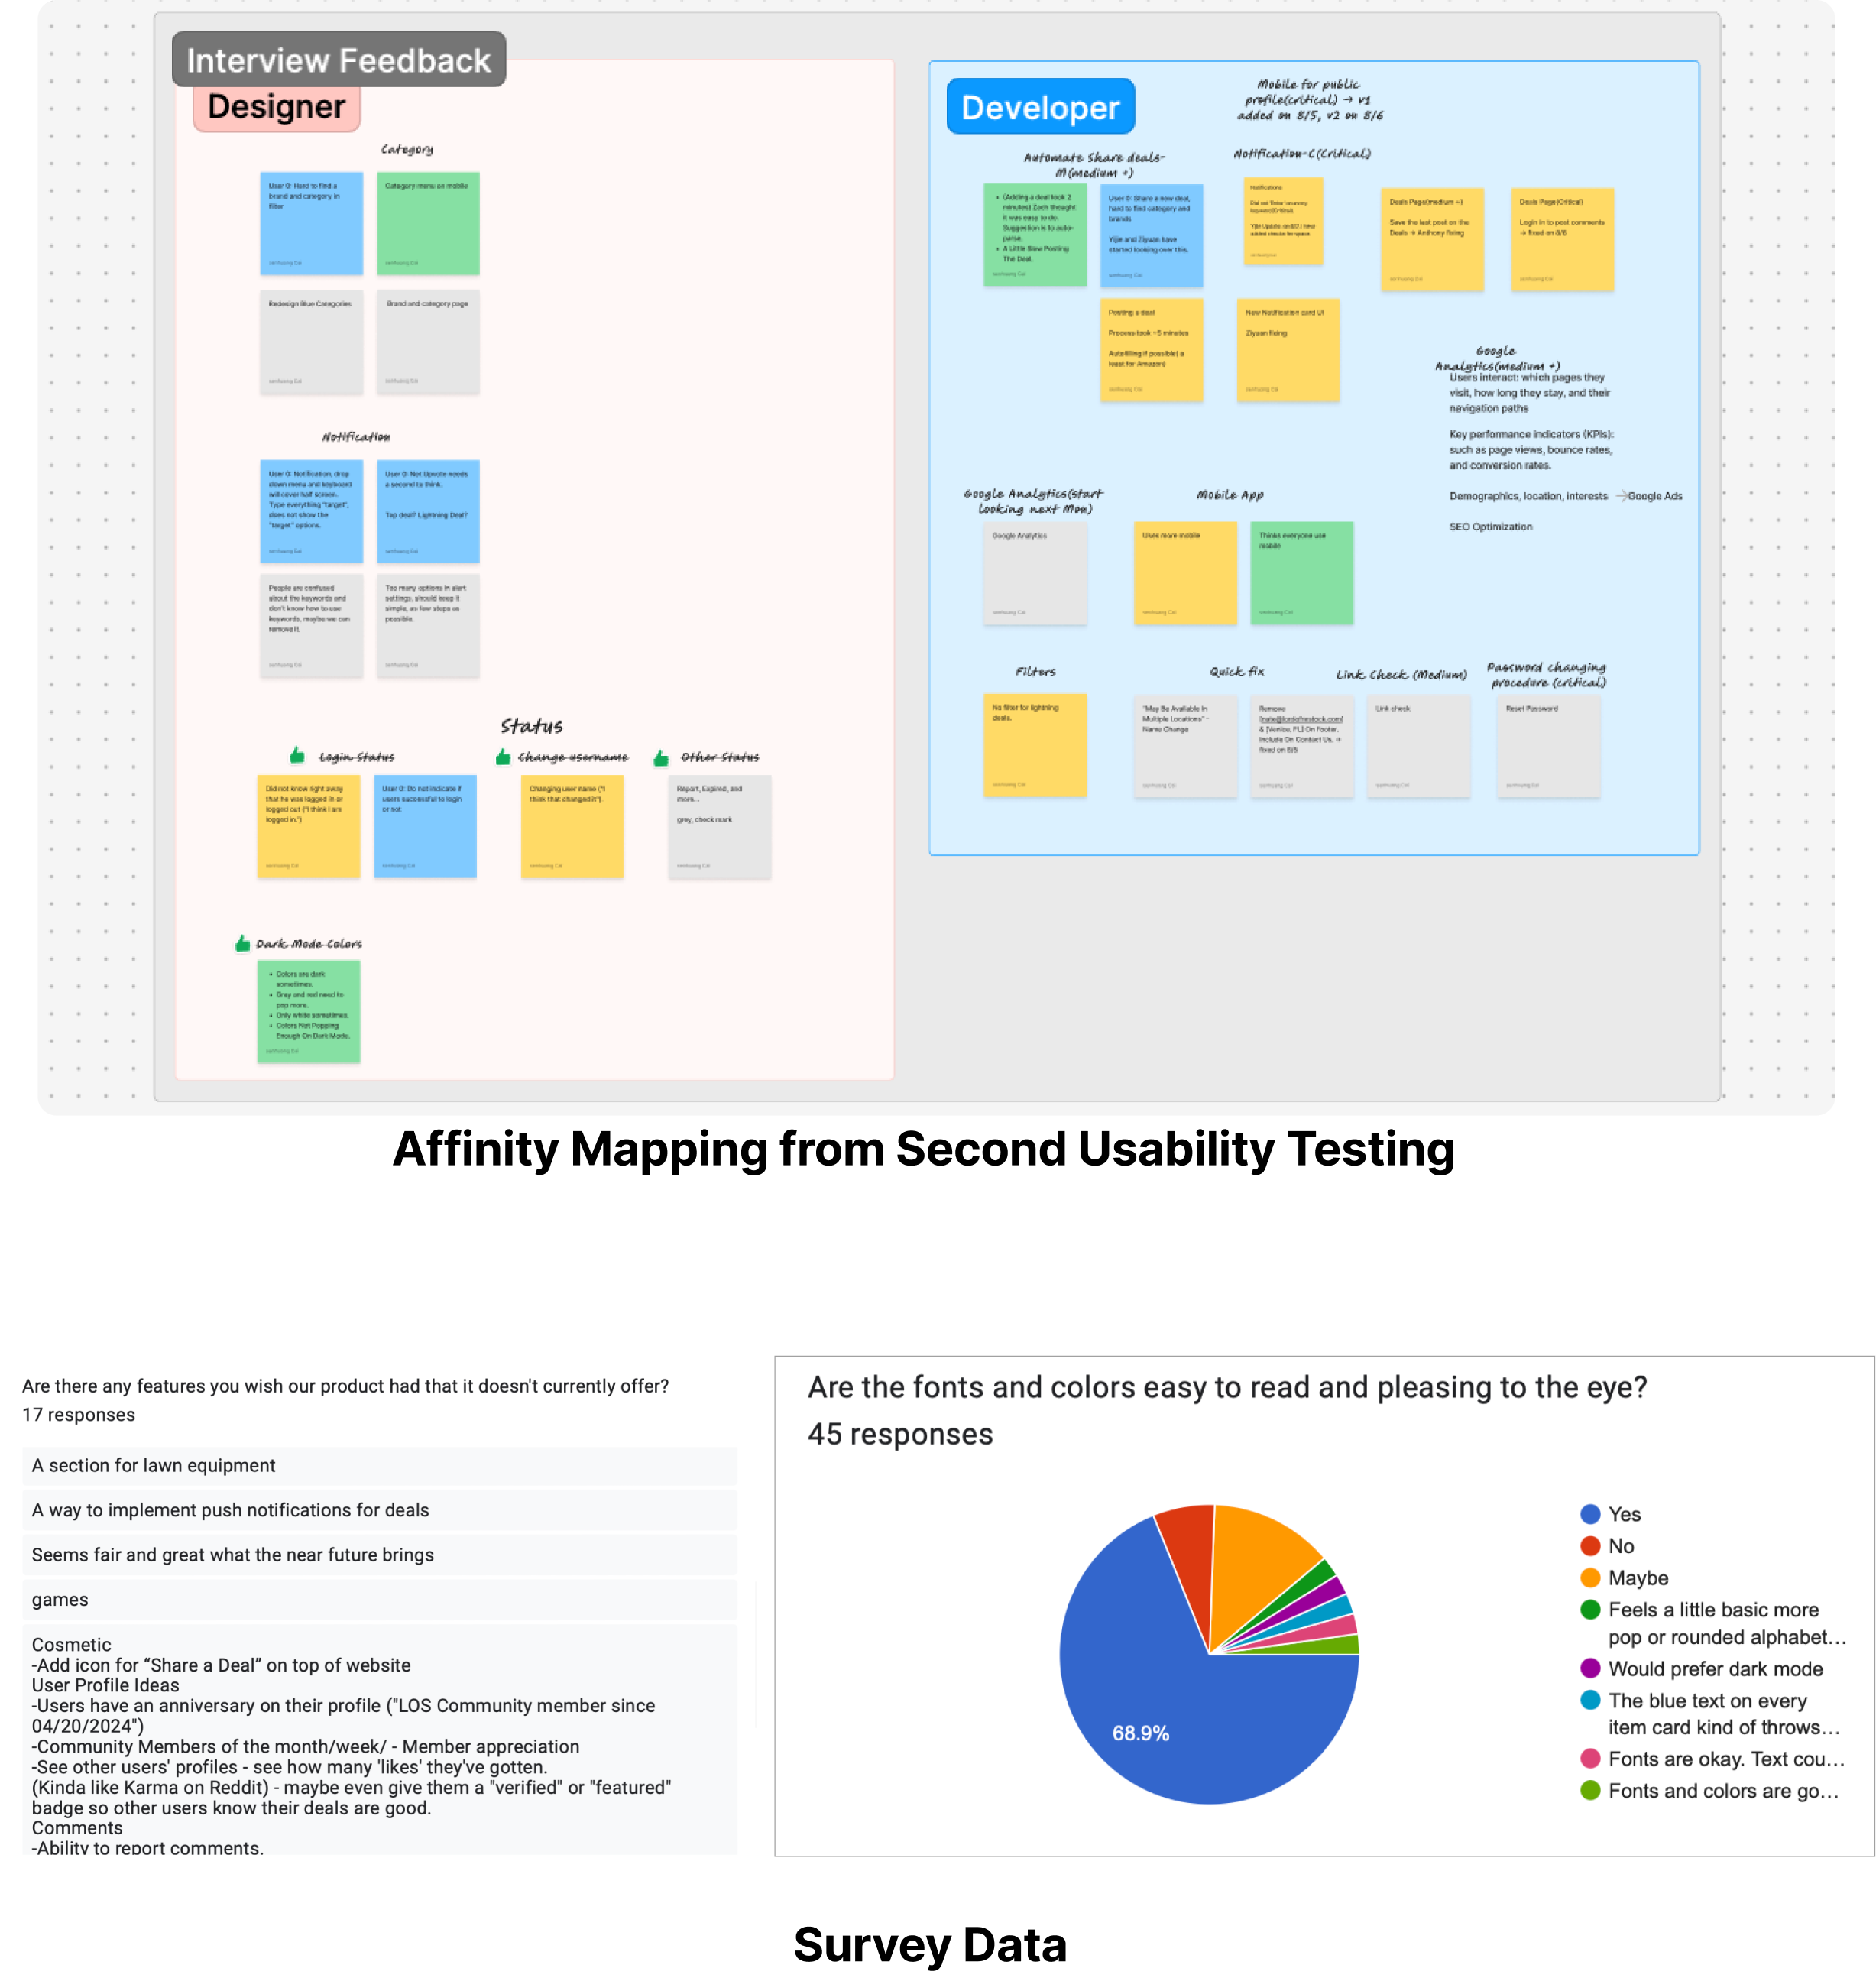 Interview Feedback
Designer
Category
User 0: Hard to find a
brand and category in
filter
Category menu on mobile
Redesign Blue Categories
Brand and category page
Notification
User 0: Notification, drop
down menu and keyboard
will cover half screen.
Type everything "target",
does not show the
"target" options.
User 0: Net Upvote needs
a second to think.
Top deal? Lightning Deal?
People are confused
about the keywords and
don't know how to use
keywords, maybe we can
remove it.
Too many options in alert
settings, should keep it
simple, as few steps as
possible.
Status
Login Status
Did not know right away
that he was logged in or
logged out ("I think I am
logged in.")
User 0: Do not indicate if
users successful to login
or not
Change username
Changing user name ("I
think that changed it").
Other Status
Report, Expired, and
more...
grey, check mark
Dark Mode Colors
• Colors are dark
sometimes.
• Gray and red need to
pop more.
• Only white sometimes.
• Colors Not Popping
Enough On Dark Mode.
Developer
Mobile for public
profile(critical) → v1
added on 8/5, v2 on 8/6
Automate Share deals-
M(medium +)
• (Adding a deal took 2
minutes) Zach thought
it was easy to do.
Suggestion is to auto-
parse.
• A Little Slow Posting
The Deal.
User 0: Share a new deal,
hard to find category and
brands
Yijie and Ziyuan have
started looking over this.
Posting a deal
Process took ~5 minutes
Autofilling if possible( a
least for Amazon)
Notification-C(Critical)
Notifications
added checks for space
New Notification card UI
Ziyuan fixing
Deals Page(medium +)
Save the last post on the
Deals → Anthony fixing
Deals Page(Critical)
Login in to post comments
→ fixed on 8/6
Google
Analytics(medium +)
Users interact: which pages they
visit, how long they stay, and their
navigation paths
Key performance indicators (KPIs):
such as page views, bounce rates,
and conversion rates.
Demographics, location, interests → Google Ads
SEO Optimization
Google Analytics(Start
looking next Mon)
Google Analytics
Mobile App
Uses more mobile
Thinks everyone use
mobile
Filters
No filter for lightning
deals.
Quick fix
"May Be Available In
Multiple Locations" -
Name Change
Remove
& [Venice, FL] On Footer.
Include On Contact Us. →
fixed on 8/5
Link Check (Medium)
Link check
Password changing
procedure (critical)
Reset Password
Affinity Mapping from Second Usability Testing
Are there any features you wish our product had that it doesn't currently offer?
17 responses
A section for lawn equipment
A way to implement push notifications for deals
Seems fair and great what the near future brings
games
Cosmetic
-Add icon for “Share a Deal” on top of website
User Profile Ideas
-Users have an anniversary on their profile ("LOS Community member since
04/20/2024")
-Community Members of the month/week/ - Member appreciation
-See other users' profiles - see how many 'likes' they've gotten.
(Kinda like Karma on Reddit) - maybe even give them a "verified" or "featured"
badge so other users know their deals are good.
Comments
-Ability to report comments.
Are the fonts and colors easy to read and pleasing to the eye?
45 responses
68.9%
Yes
No
Maybe
Feels a little basic more
pop or rounded alphabet…
Would prefer dark mode
The blue text on every
item card kind of throws…
Fonts are okay. Text cou…
Fonts and colors are go…
Survey Data